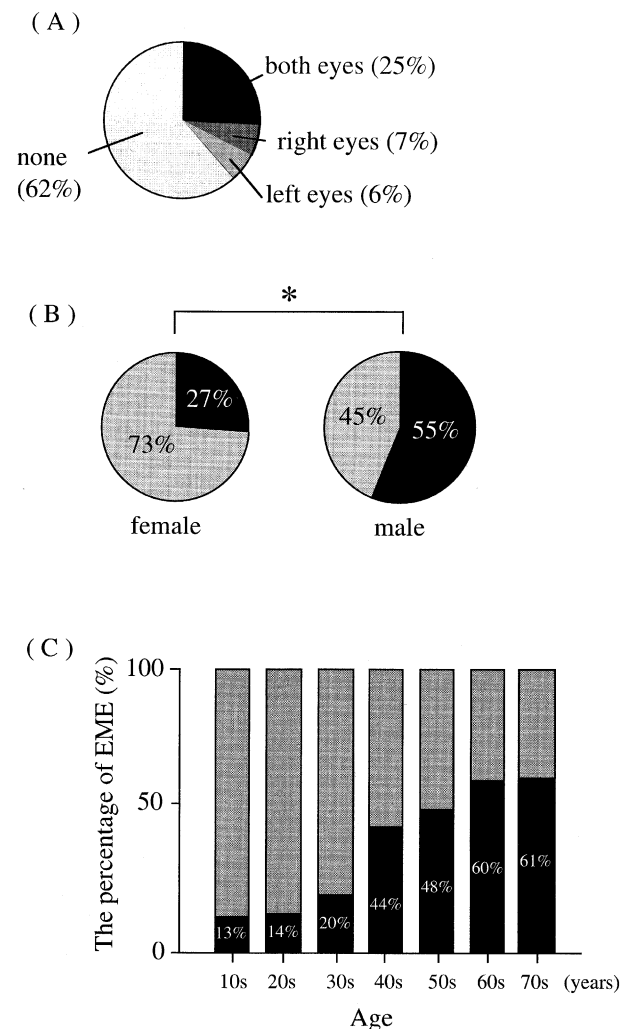 ( A )
both eyes (25%)
right eyes (7%)
left eyes (6%)
none
(62%)
( B )
*
27%
73%
female
45%
55%
male
( C )
The percentage of EME (%)
100
50
0
13%
14%
20%
44%
48%
60%
61%
10s 20s 30s 40s 50s 60s 70s (years)
Age